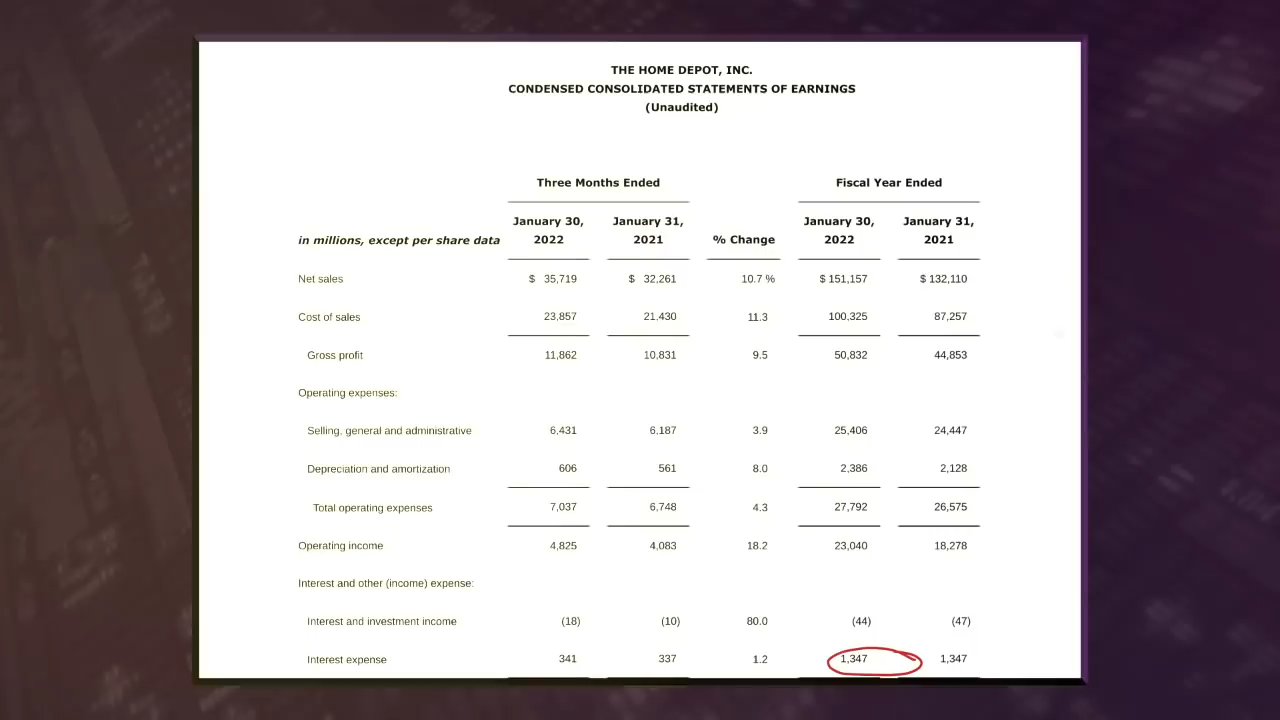 THE HOME DEPOT, INC.
CONDENSED CONSOLIDATED STATEMENTS OF EARNINGS
(Unaudited)
Three Months Ended Fiscal Year Ended
January 30, January 31, January 30, January 31,
in millions, except per share data 2022 2021 % Change 2022 2021
Net sales $ 35,719 $ 32,261 10.7 % $ 151,157 $ 132,110
Cost of sales 23,857 21,430 11.3 100,325 87,257
Gross profit 11,862 10,831 9.5 50,832 44,853
Operating expenses:
Selling, general and administrative 6,431 6,187 3.9 25,406 24,447
Depreciation and amortization 606 561 8.0 2,386 2,128
Total operating expenses 7,037 6,748 4.3 27,792 26,575
Operating income 4,825 4,083 18.2 23,040 18,278
Interest and other (income) expense:
Interest and investment income (18) (10) 80.0 (44) (47)
Interest expense 341 337 1.2 1,347 1,347